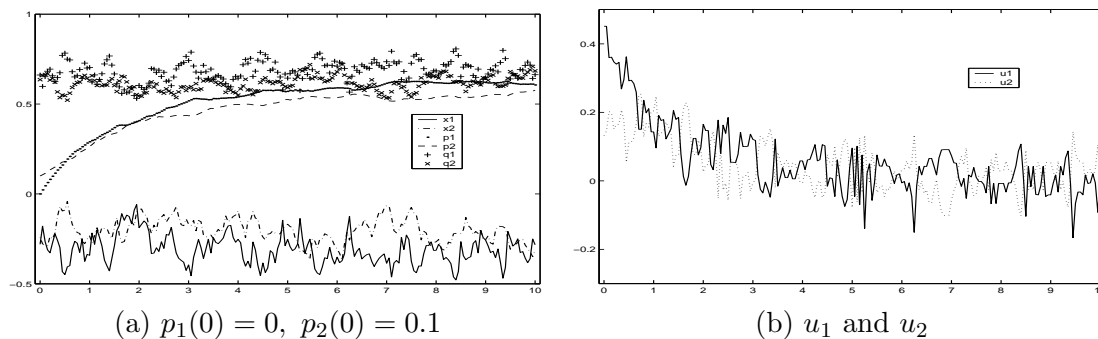 1
0.5
0
−0.5
0 1 2 3 4 5 6 7 8 9 10
x1
x2
p1
p2
q1
q2
(a) p₁(0) = 0, p₂(0) = 0.1
0.4
0.2
0
−0.2
0 1 2 3 4 5 6 7 8 9 10
u1
u2
(b) u₁ and u₂